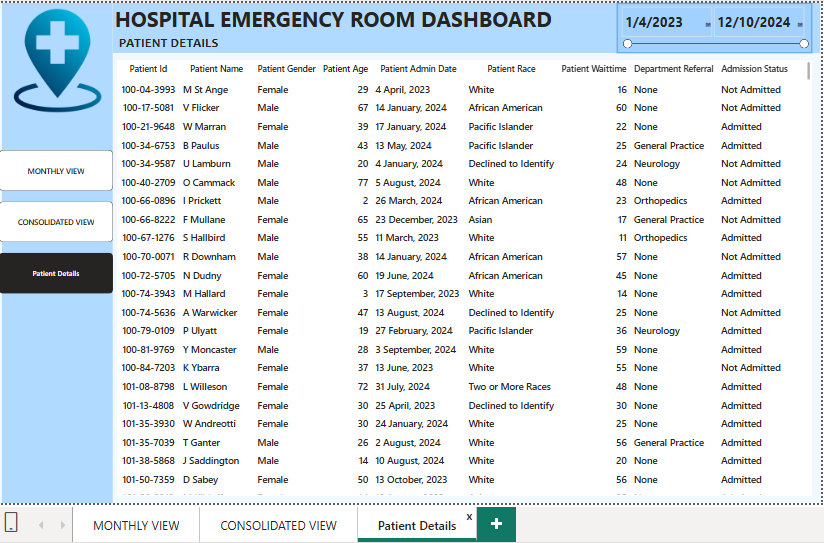 HOSPITAL EMERGENCY ROOM DASHBOARD
1/4/2023 12/10/2024
PATIENT DETAILS
Patient Id Patient Name Patient Gender Patient Age Patient Admin Date Patient Race Patient Waittime Department Referral Admission Status
100-04-3993 M St Ange Female 29 4 April, 2023 White 16 None Not Admitted
100-17-5081 V Flicker Male 67 14 January, 2024 African American 60 None Not Admitted
100-21-9648 W Marran Female 39 17 January, 2024 Pacific Islander 22 None Admitted
100-34-6753 B Paulus Male 43 13 May, 2024 Pacific Islander 25 General Practice Admitted
100-34-9587 U Lamburn Male 20 4 January, 2024 Declined to Identify 24 Neurology Not Admitted
100-40-2709 O Cammack Male 77 5 August, 2024 White 48 None Not Admitted
100-66-0896 I Prickett Male 2 26 March, 2024 African American 23 Orthopedics Admitted
100-66-8222 F Mullane Female 65 23 December, 2023 Asian 17 General Practice Not Admitted
100-67-1276 S Hallbird Male 55 11 March, 2023 White 11 Orthopedics Admitted
100-70-0071 R Downham Male 38 14 January, 2024 African American 57 None Not Admitted
100-72-5705 N Dudny Female 60 19 June, 2024 African American 45 None Admitted
100-74-3943 M Hallard Female 3 17 September, 2023 White 14 None Admitted
100-74-5636 A Warwicker Female 47 13 August, 2024 Declined to Identify 25 None Not Admitted
100-79-0109 P Ulyatt Female 19 27 February, 2024 Pacific Islander 36 Neurology Admitted
100-81-9769 Y Moncaster Male 28 3 September, 2024 White 59 None Admitted
100-84-7203 K Ybarra Female 37 13 June, 2023 White 55 None Not Admitted
101-08-8798 L Willeson Female 72 31 July, 2024 Two or More Races 48 None Admitted
101-13-4808 V Gowdridge Female 30 25 April, 2023 Declined to Identify 30 None Admitted
101-35-3930 W Andreotti Female 30 24 January, 2024 White 25 None Admitted
101-35-7039 T Ganter Male 26 2 August, 2024 White 56 General Practice Admitted
101-38-5868 J Saddington Male 14 10 August, 2024 White 20 None Admitted
101-50-7359 D Sabey Female 50 13 October, 2023 White 56 None Admitted
MONTHLY VIEW
CONSOLIDATED VIEW
Patient Details
MONTHLY VIEW CONSOLIDATED VIEW Patient Details x +